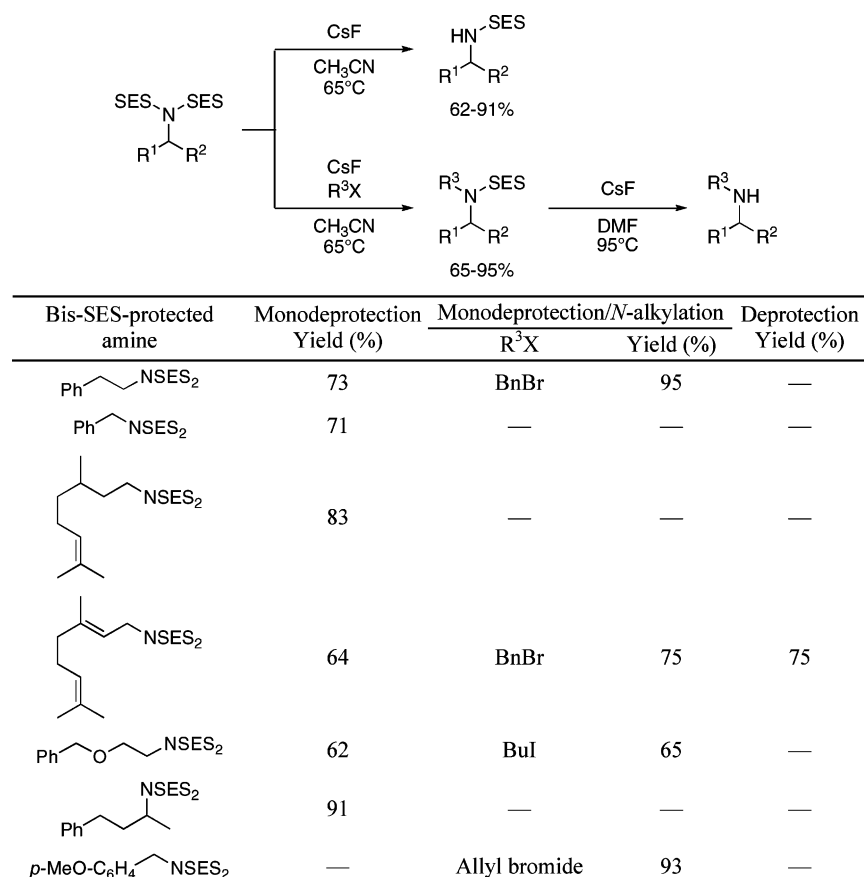 CsF
CH₃CN
65°C
HN SES
R¹ R²
62-91%
SES N SES
R¹ R²
CsF
R³X
CH₃CN
65°C
R³ N SES
R¹ R²
65-95%
CsF
DMF
95°C
R³ NH
R¹ R²
Bis-SES-protected amine Monodeprotection Yield (%) Monodeprotection/N-alkylation Deprotection Yield (%)
R³X Yield (%)
Ph NSES₂ 73 BnBr 95 —
Ph NSES₂ 71 — — —
NSES₂ 83 — — —
NSES₂ 64 BnBr 75 75
Ph O NSES₂ 62 BuI 65 —
NSES₂
Ph 91 — — —
p-MeO-C₆H₄ NSES₂ — Allyl bromide 93 —